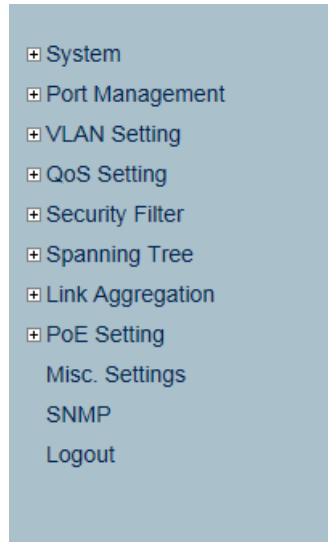 System
Port Management
VLAN Setting
QoS Setting
Security Filter
Spanning Tree
Link Aggregation
PoE Setting
Misc. Settings
SNMP
Logout